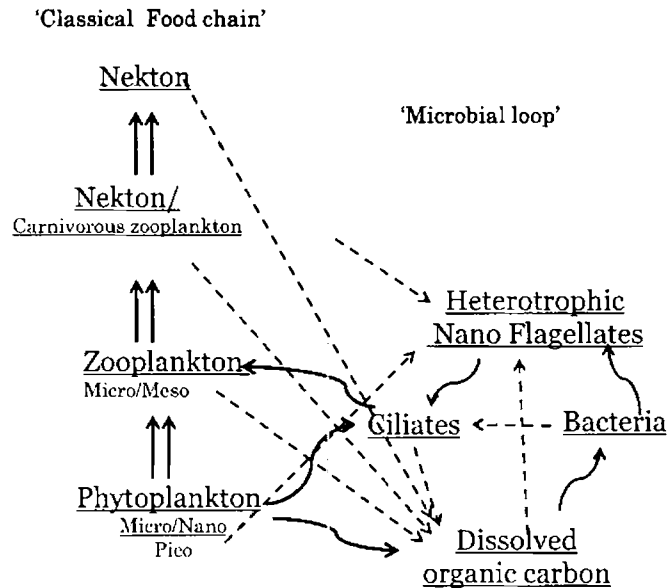 'Classical Food chain'
Nekton
'Microbial loop'
Nekton/
Carnivorous zooplankton
Heterotrophic
Nano Flagellates
Zooplankton
Micro/Meso
Ciliates
Bacteria
Phytoplankton
Micro/Nano
Pico
Dissolved
organic carbon